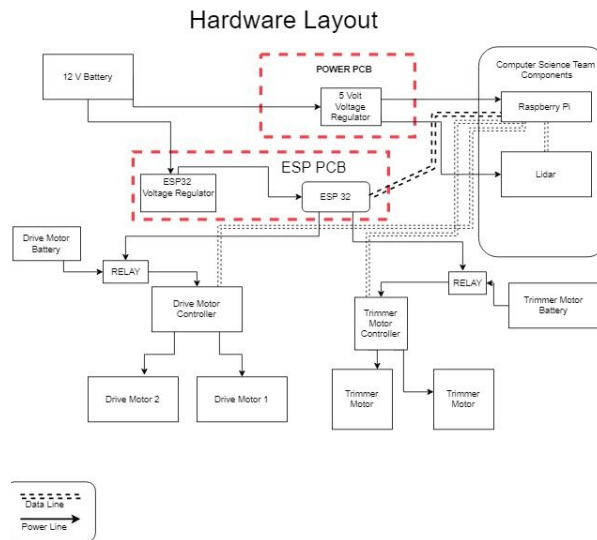 Hardware Layout
12 V Battery
POWER PCB
5 Volt
Voltage
Regulator
Computer Science Team
Components
Raspberry Pi
Lidar
ESP PCB
ESP32
Voltage Regulator
ESP 32
Drive Motor
Battery
RELAY
Drive Motor
Controller
Drive Motor 2
Drive Motor 1
RELAY
Trimmer Motor
Battery
Trimmer
Motor
Controller
Trimmer
Motor
Trimmer
Motor
Data Line
Power Line